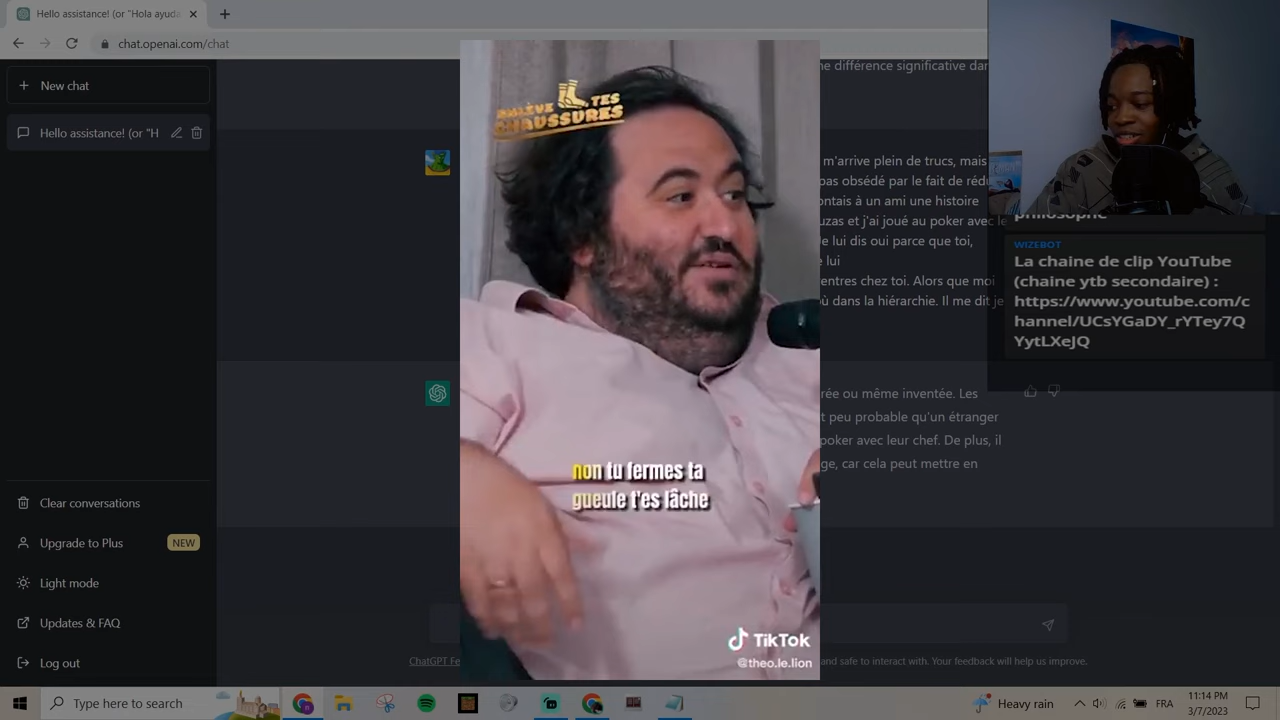 Hello assistance! (or "Hola ayuda
chat.openai.com/chat
New chat
Hello assistance! (or "H
Clear conversations
Upgrade to Plus
NEW
Light mode
Updates & FAQ
Log out
ne différence significative dan
m'arrive plein de trucs, mais
pas obsédé par le fait de rédu
ontais à un ami une histoire
uzas et j'ai joué au poker avec le
e lui dis oui parce que toi,
e lui
entres chez toi. Alors que moi
où dans la hiérarchie. Il me dit je
rée ou même inventée. Les
t peu probable qu'un étranger
poker avec leur chef. De plus, il
ge, car cela peut mettre en
ChatGPT Fe
and safe to interact with. Your feedback will help us improve.
ENLÈVE TES
CHAUSSURES
non tu fermes ta
gueule t'es lâche
TikTok
@theo.le.lion
philosophe
WIZEBOT
La chaine de clip YouTube
(chaine ytb secondaire) :
https://www.youtube.com/c
hannel/UCsYGaDY_rYTey7Q
YytLXeJQ
Type here to search
Heavy rain
FRA
11:14 PM
3/7/2023